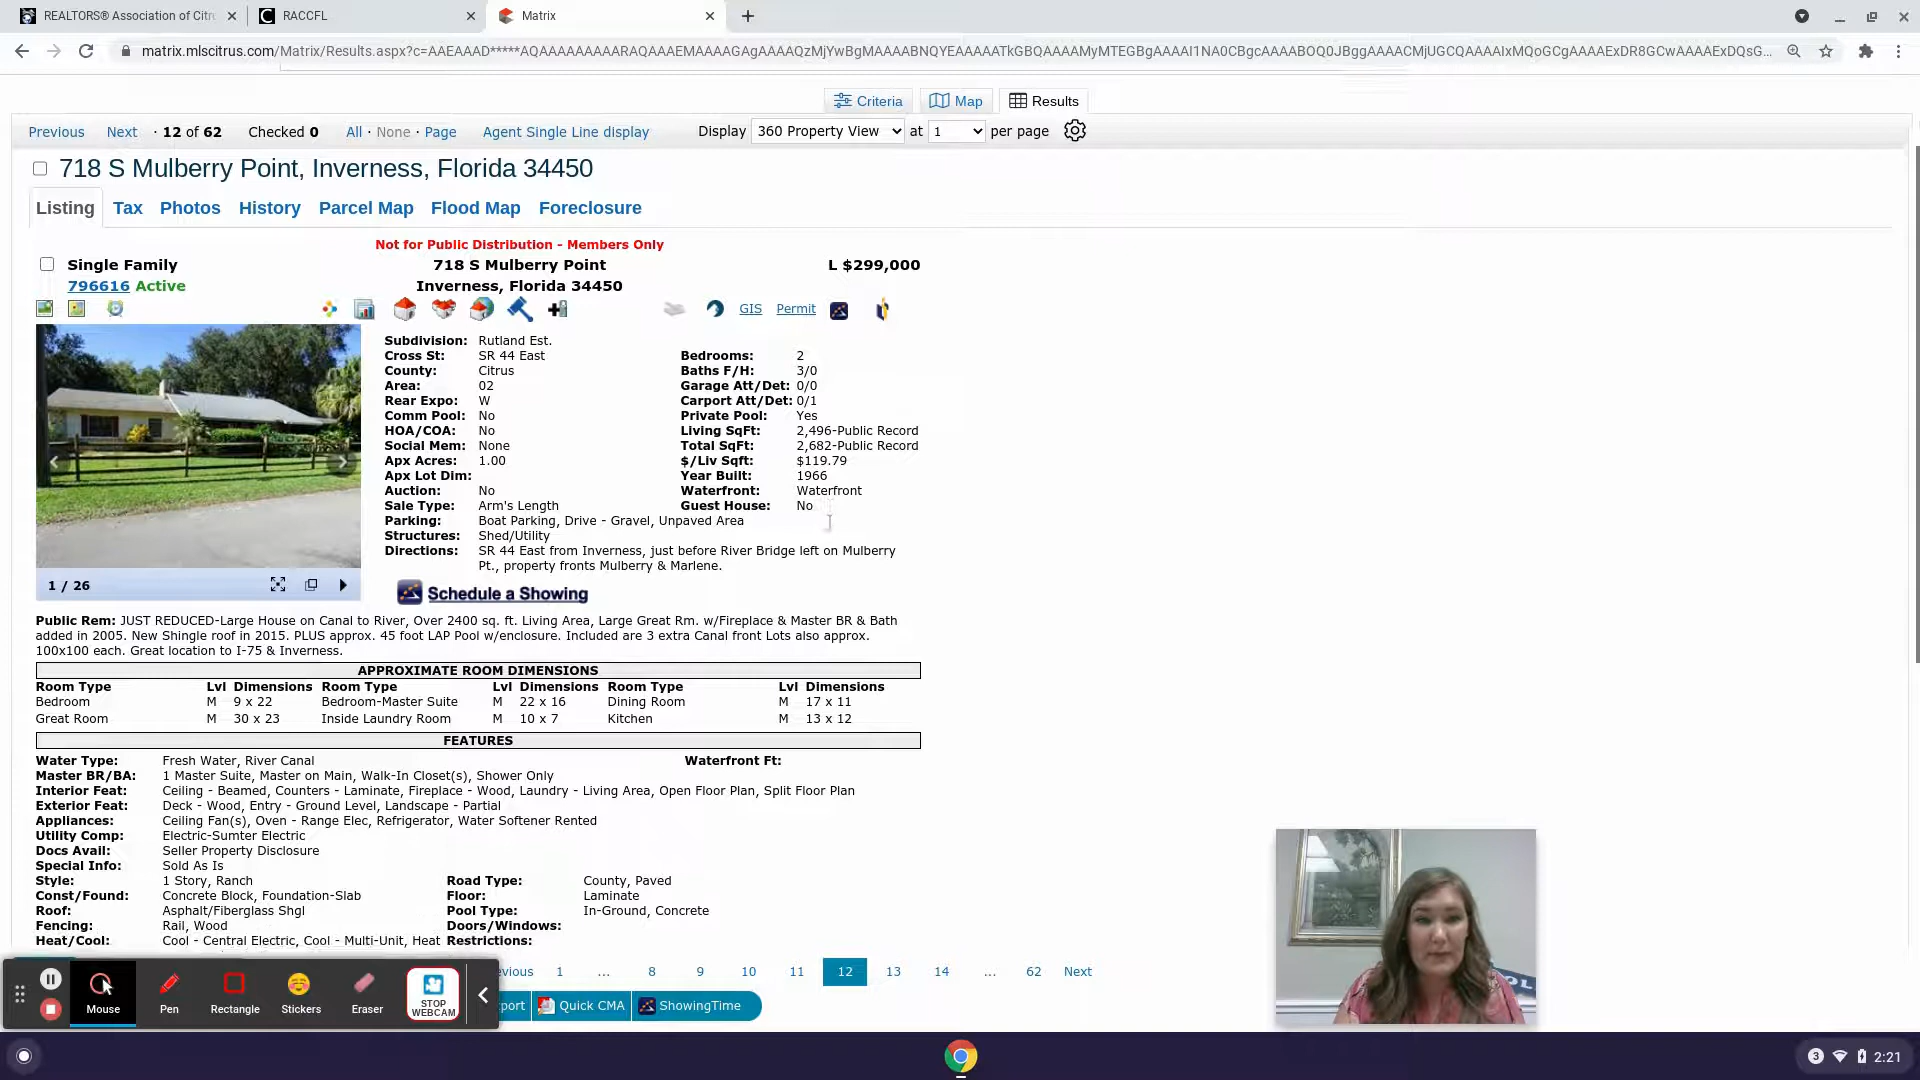 REALTORS® Association of Citr
RACCFL
Matrix
matrix.mlscitrus.com/Matrix/Results.aspx?c=AAEAAAD*****AQAAAAAAAAARAQAAAEMAAAAGAgAAAAQzMjYwBgMAAAABNQYEAAAAATkGBQAAAAMyMTEGBgAAAAI1NA0CBgcAAAABOQ0JBggAAAACMjUGCQAAAAIxMQoGCgAAAAExDR8GCwAAAAExDQsG...
Criteria
Map
Results
Previous Next · 12 of 62 Checked 0 All · None · Page Agent Single Line display Display 360 Property View at 1 per page
718 S Mulberry Point, Inverness, Florida 34450
Listing Tax Photos History Parcel Map Flood Map Foreclosure
Not for Public Distribution - Members Only
Single Family 718 S Mulberry Point L $299,000
796616 Active Inverness, Florida 34450
GIS Permit
Subdivision: Rutland Est.
Cross St: SR 44 East Bedrooms: 2
County: Citrus Baths F/H: 3/0
Area: 02 Garage Att/Det: 0/0
Rear Expo: W Carport Att/Det: 0/1
Comm Pool: No Private Pool: Yes
HOA/COA: No Living SqFt: 2,496-Public Record
Social Mem: None Total SqFt: 2,682-Public Record
Apx Acres: 1.00 $/Liv Sqft: $119.79
Apx Lot Dim: Year Built: 1966
Auction: No Waterfront: Waterfront
Sale Type: Arm's Length Guest House: No
Parking: Boat Parking, Drive - Gravel, Unpaved Area
Structures: Shed/Utility
Directions: SR 44 East from Inverness, just before River Bridge left on Mulberry
Pt., property fronts Mulberry & Marlene.
1 / 26
Schedule a Showing
Public Rem: JUST REDUCED-Large House on Canal to River, Over 2400 sq. ft. Living Area, Large Great Rm. w/Fireplace & Master BR & Bath
added in 2005. New Shingle roof in 2015. PLUS approx. 45 foot LAP Pool w/enclosure. Included are 3 extra Canal front Lots also approx.
100x100 each. Great location to I-75 & Inverness.
APPROXIMATE ROOM DIMENSIONS
Room Type Lvl Dimensions Room Type Lvl Dimensions Room Type Lvl Dimensions
Bedroom M 9 x 22 Bedroom-Master Suite M 22 x 16 Dining Room M 17 x 11
Great Room M 30 x 23 Inside Laundry Room M 10 x 7 Kitchen M 13 x 12
FEATURES
Water Type: Fresh Water, River Canal Waterfront Ft:
Master BR/BA: 1 Master Suite, Master on Main, Walk-In Closet(s), Shower Only
Interior Feat: Ceiling - Beamed, Counters - Laminate, Fireplace - Wood, Laundry - Living Area, Open Floor Plan, Split Floor Plan
Exterior Feat: Deck - Wood, Entry - Ground Level, Landscape - Partial
Appliances: Ceiling Fan(s), Oven - Range Elec, Refrigerator, Water Softener Rented
Utility Comp: Electric-Sumter Electric
Docs Avail: Seller Property Disclosure
Special Info: Sold As Is
Style: 1 Story, Ranch Road Type: County, Paved
Const/Found: Concrete Block, Foundation-Slab Floor: Laminate
Roof: Asphalt/Fiberglass Shgl Pool Type: In-Ground, Concrete
Fencing: Rail, Wood Doors/Windows:
Heat/Cool: Cool - Central Electric, Cool - Multi-Unit, Heat Restrictions:
evious 1 ... 8 9 10 11 12 13 14 ... 62 Next
port Quick CMA ShowingTime
Mouse Pen Rectangle Stickers Eraser STOP WEBCAM
3 2:21